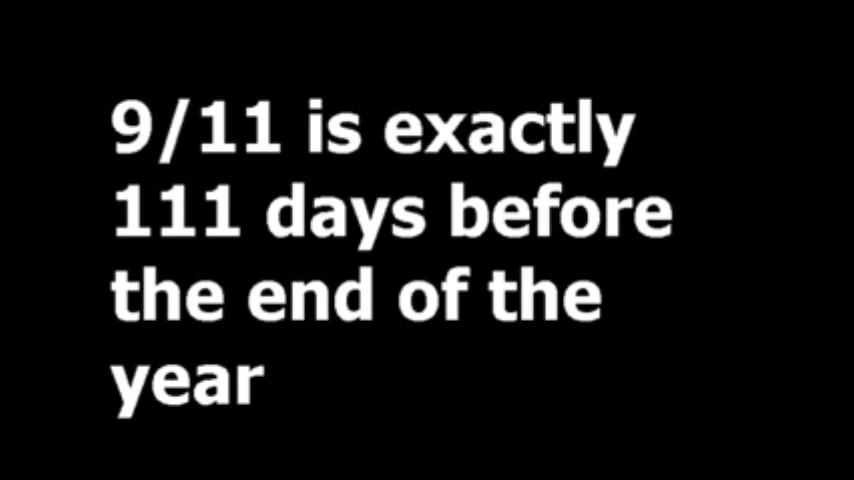 9/11 is exactly
111 days before
the end of the
year